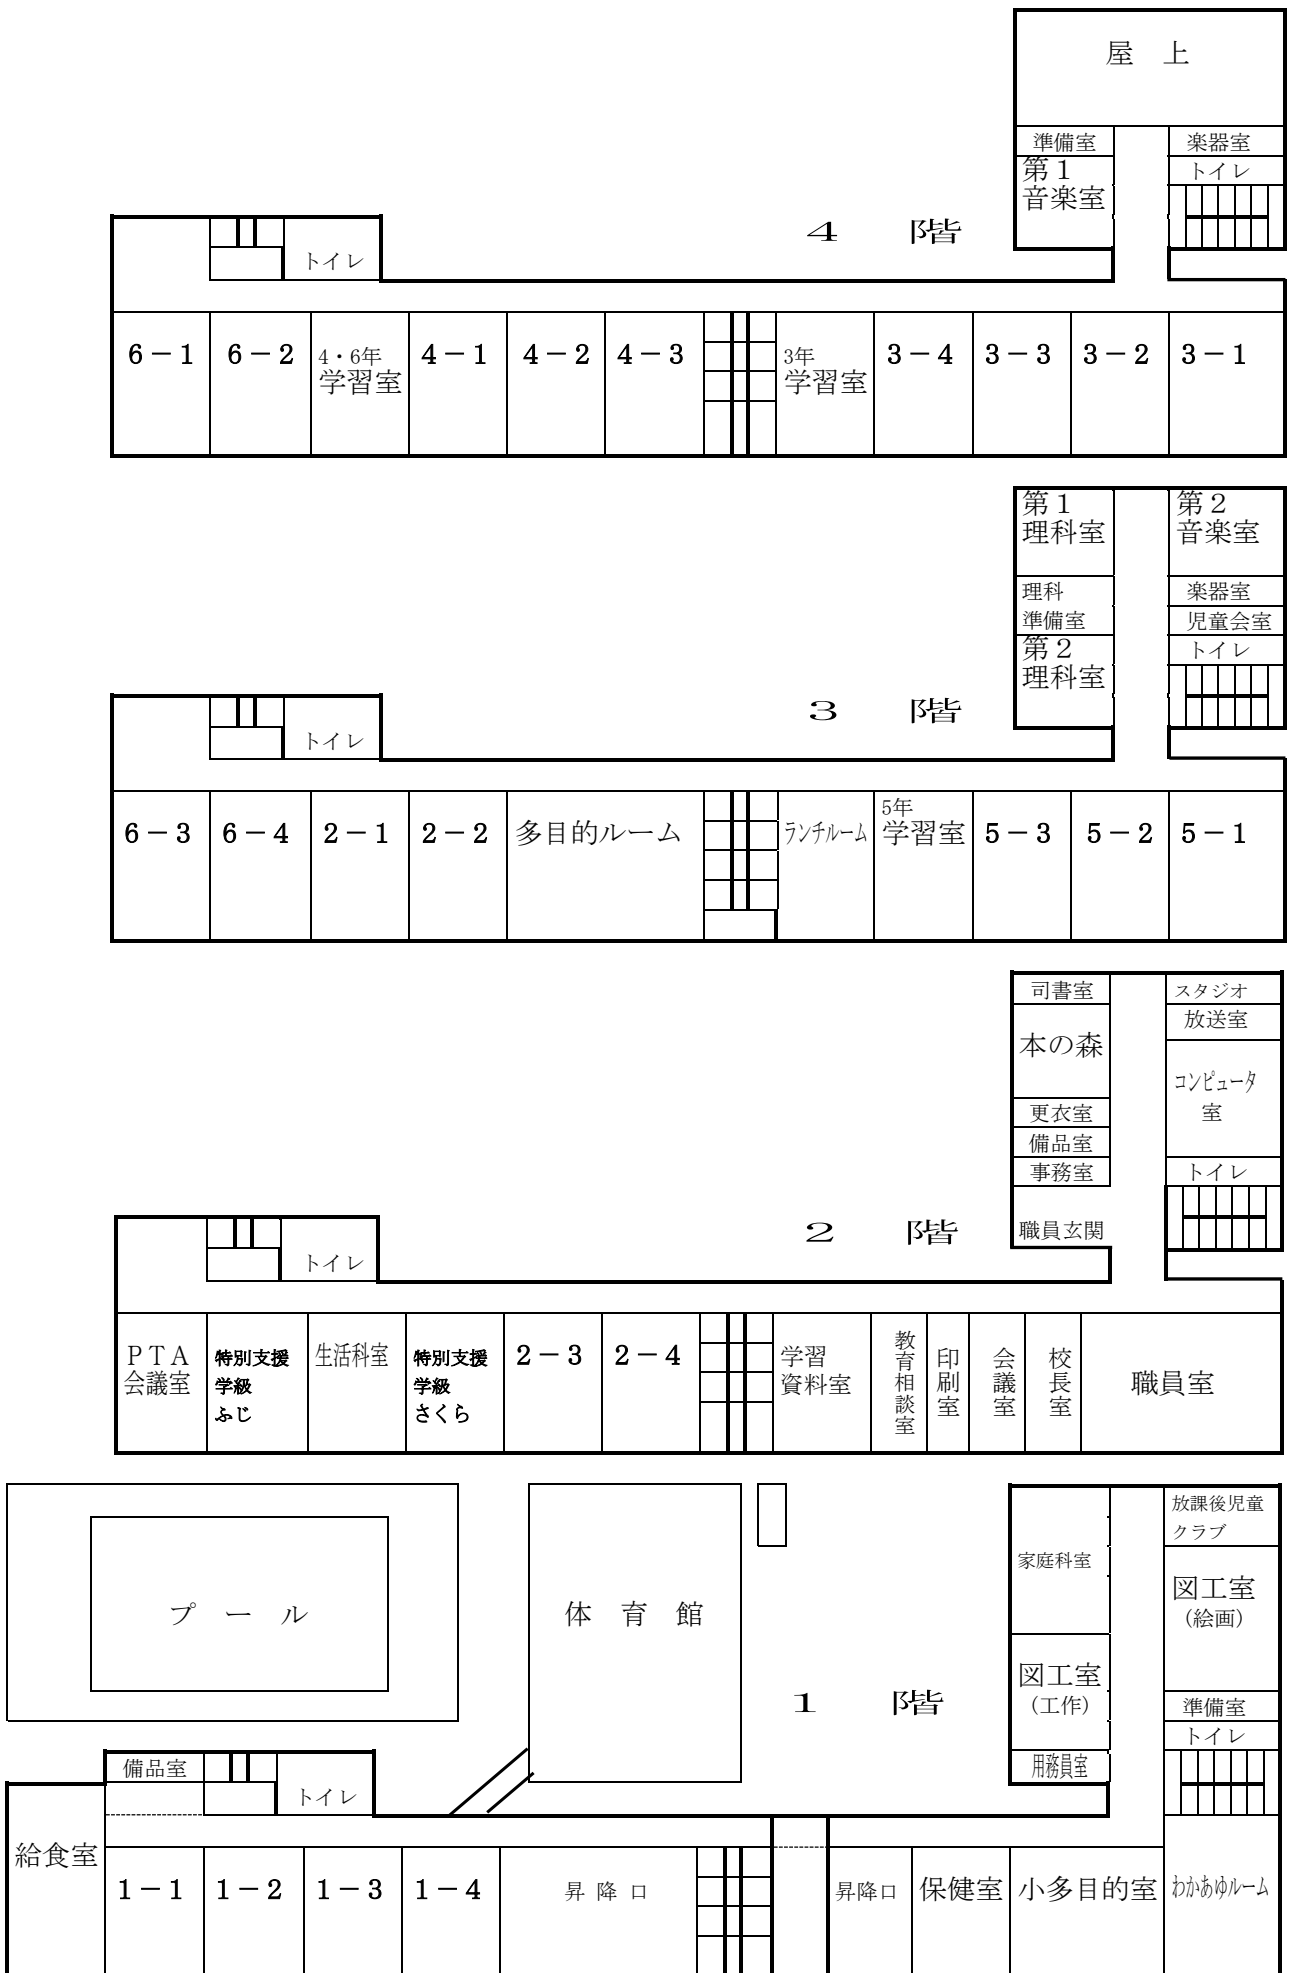 屋　上
準備室
楽器室
第１
音楽室
トイレ
４　階
トイレ
６－１
６－２
4・6年
学習室
４－１
４－２
４－３
3年
学習室
３－４
３－３
３－２
３－１
第１
理科室
第２
音楽室
理科
準備室
楽器室
児童会室
第２
理科室
トイレ
３　階
トイレ
６－３
６－４
２－１
２－２
多目的ルーム
ランチルーム
5年
学習室
５－３
５－２
５－１
司書室
スタジオ
放送室
本の森
コンピュータ
室
更衣室
備品室
事務室
トイレ
職員玄関
２　階
トイレ
ＰＴＡ
会議室
特別支援
学級
ふじ
生活科室
特別支援
学級
さくら
２－３
２－４
学習
資料室
教育相談室
印刷室
会議室
校長室
職員室
プ　ー　ル
体　育　館
１　階
家庭科室
放課後児童
クラブ
図工室
（絵画）
図工室
（工作）
準備室
トイレ
用務員室
備品室
トイレ
給食室
１－１
１－２
１－３
１－４
昇 降 口
昇降口
保健室
小多目的室
わかあゆルーム